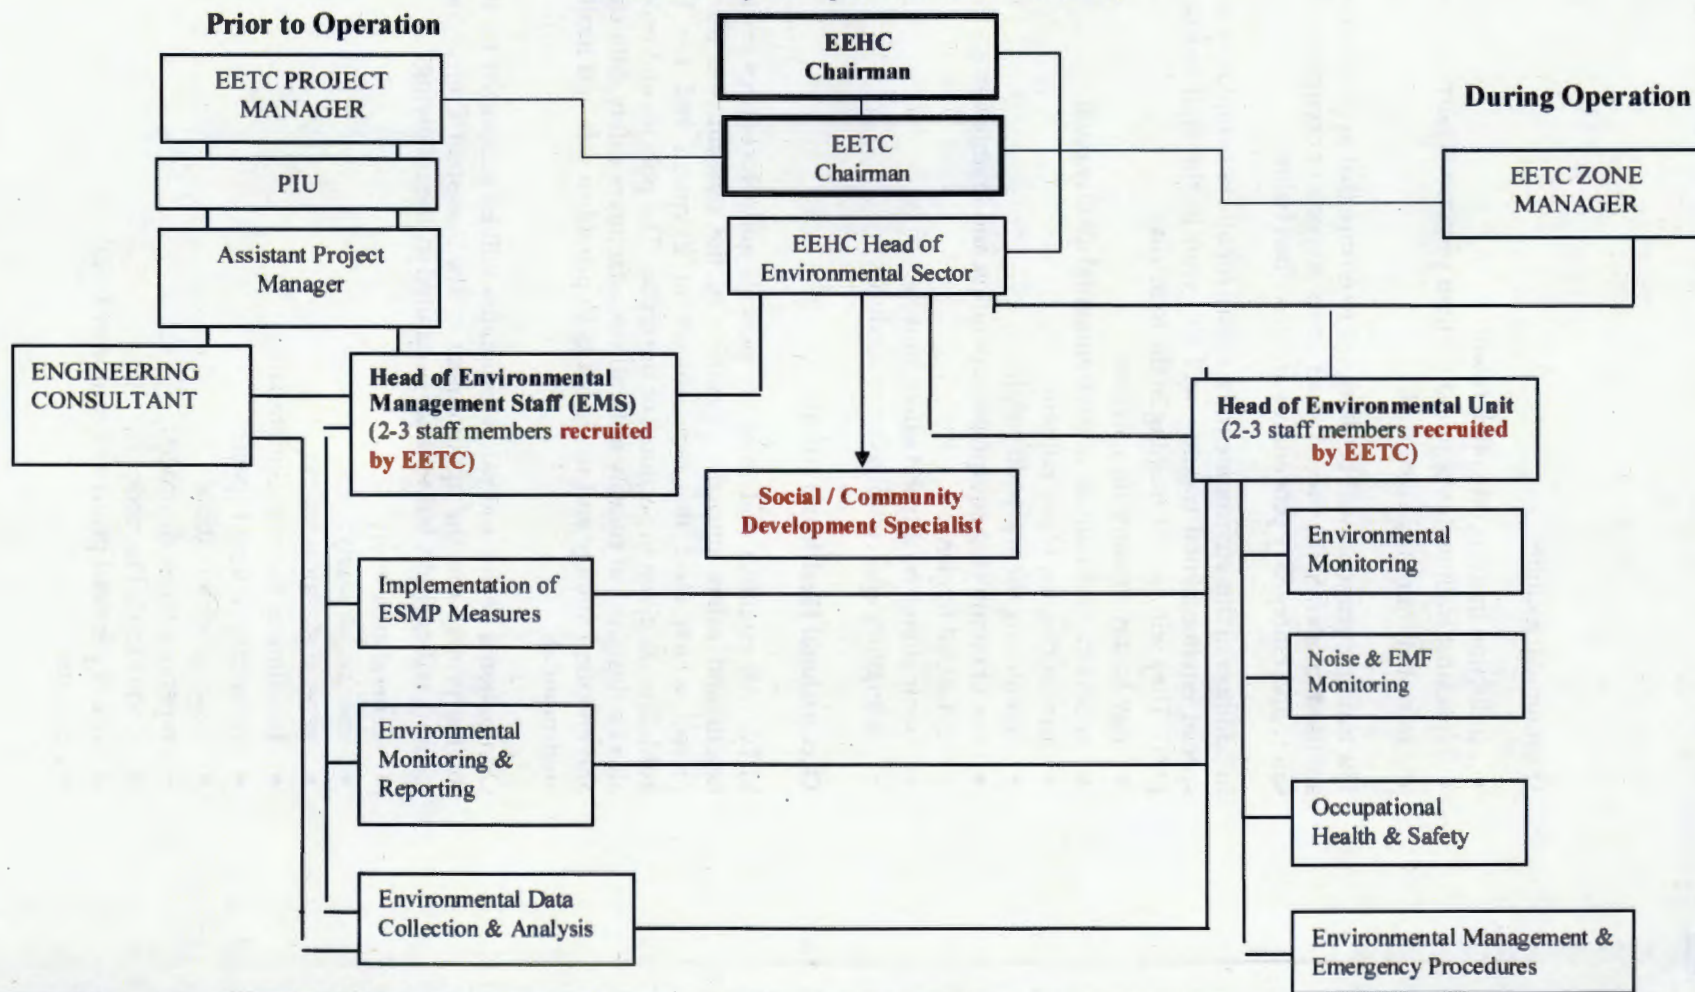 Prior to Operation
EEHC
Chairman
EETC PROJECT
MANAGER
During Operation
EETC
Chairman
PIU
EETC ZONE
MANAGER
Assistant Project
Manager
EEHC Head of
Environmental Sector
ENGINEERING
CONSULTANT
Head of Environmental
Management Staff (EMS)
(2-3 staff members recruited
by EETC)
Head of Environmental Unit
(2-3 staff members recruited
by EETC)
Social / Community
Development Specialist
Environmental
Monitoring
Implementation of
ESMP Measures
Noise & EMF
Monitoring
Environmental
Monitoring &
Reporting
Occupational
Health & Safety
Environmental Data
Collection & Analysis
Environmental Management &
Emergency Procedures